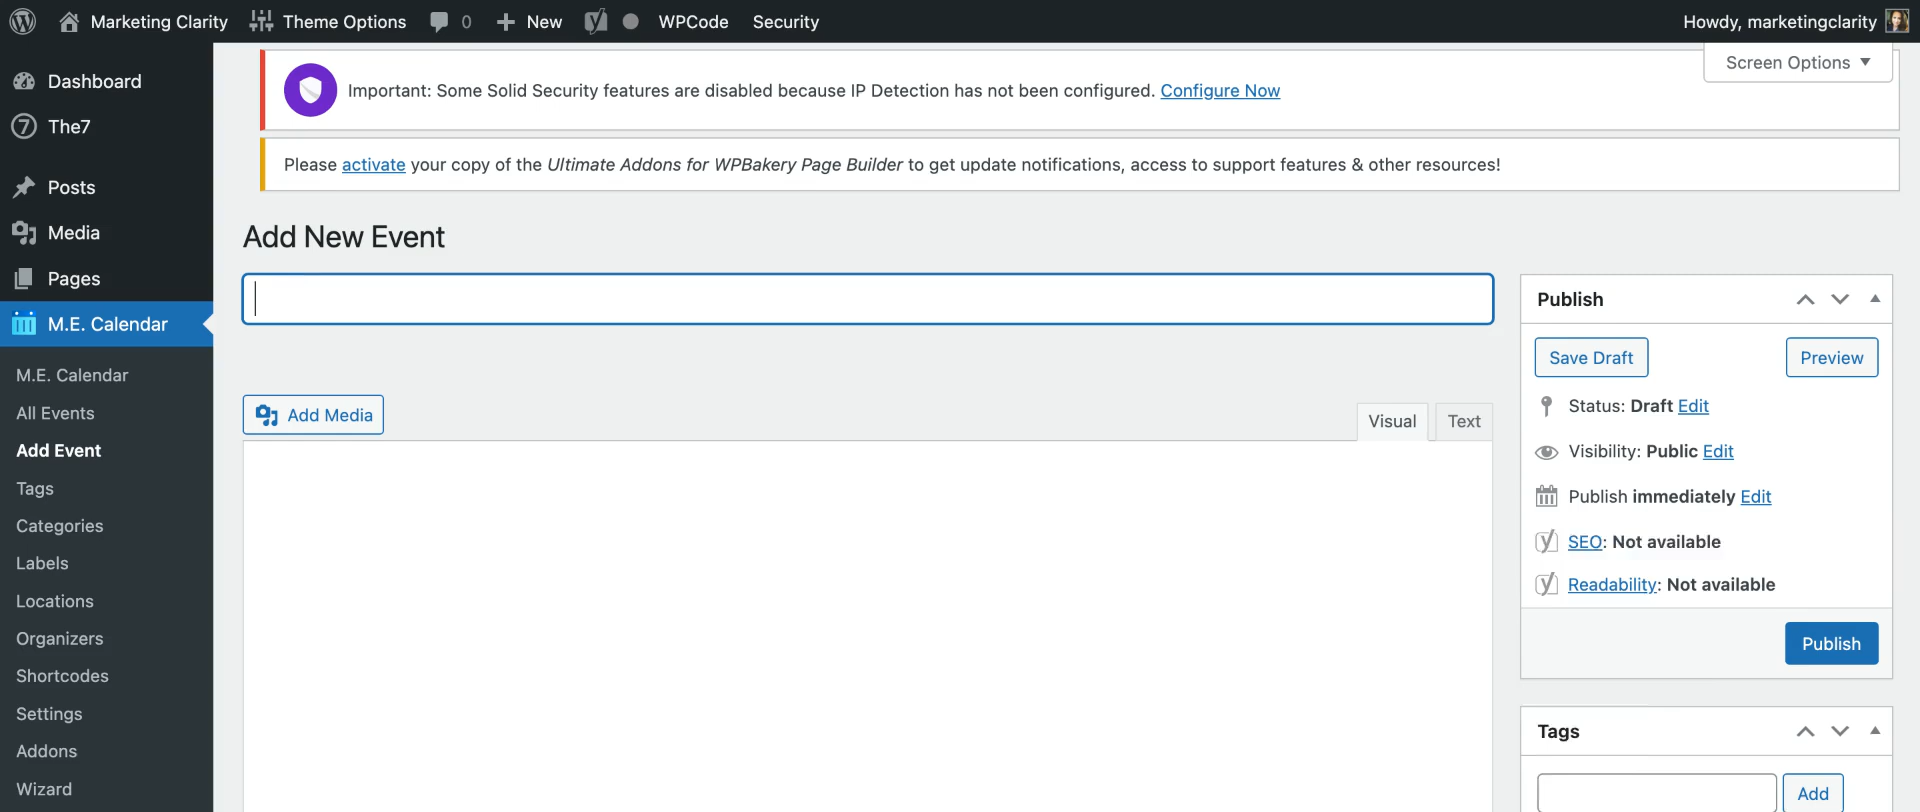 Marketing Clarity
Theme Options
0
New
WPCode
Security
Howdy, marketingclarity
Screen Options
Dashboard
The7
Posts
Media
Pages
M.E. Calendar
M.E. Calendar
All Events
Add Event
Tags
Categories
Labels
Locations
Organizers
Shortcodes
Settings
Addons
Wizard
Important: Some Solid Security features are disabled because IP Detection has not been configured. Configure Now
Please activate your copy of the Ultimate Addons for WPBakery Page Builder to get update notifications, access to support features & other resources!
Add New Event
Add Media
Visual
Text
Publish
Save Draft
Preview
Status: Draft Edit
Visibility: Public Edit
Publish immediately Edit
SEO: Not available
Readability: Not available
Publish
Tags
Add